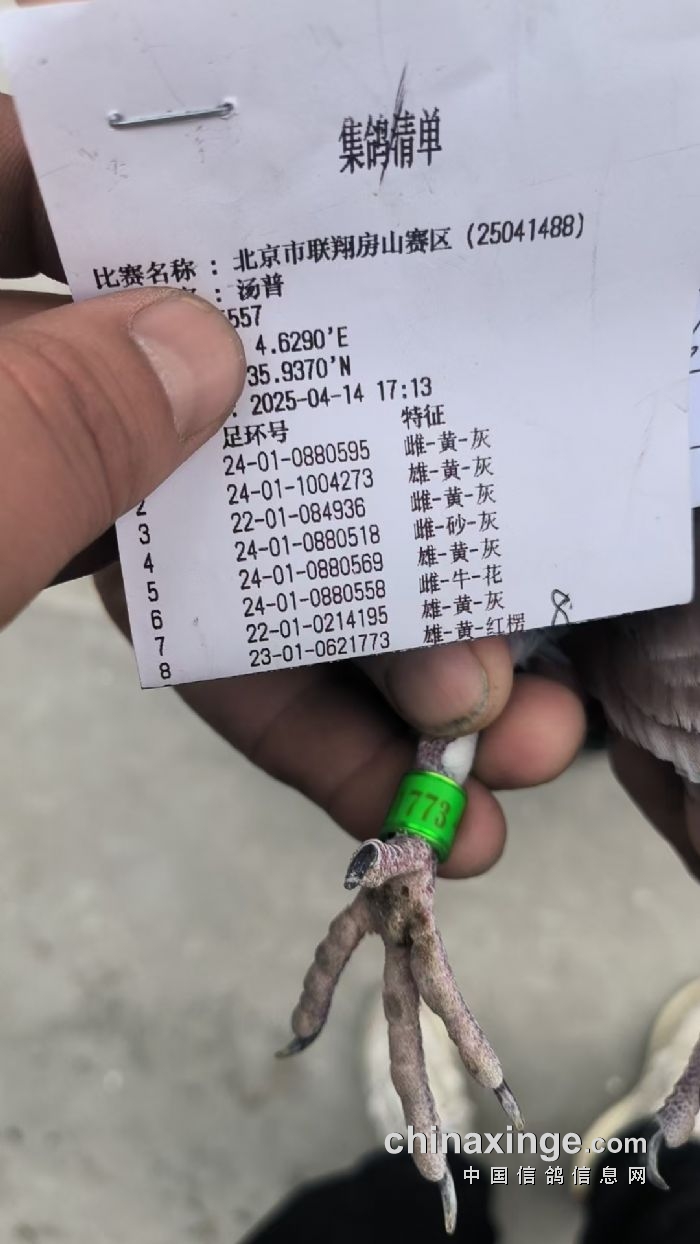 集鸽清单
比赛名称 : 北京市联翔房山赛区 (25041488)
: 汤普
557
4.6290'E
35.9370'N
: 2025-04-14 17:13
足环号 特征
24-01-0880595 雌-黄-灰
2 24-01-1004273 雄-黄-灰
3 22-01-084936 雌-黄-灰
4 24-01-0880518 雌-砂-灰
5 24-01-0880569 雄-黄-灰
6 24-01-0880558 雌-牛-花
7 22-01-0214195 雄-黄-灰
8 23-01-0621773 雄-黄-红楞
8
1773
chinaxinge.com
中国信鸽信息网